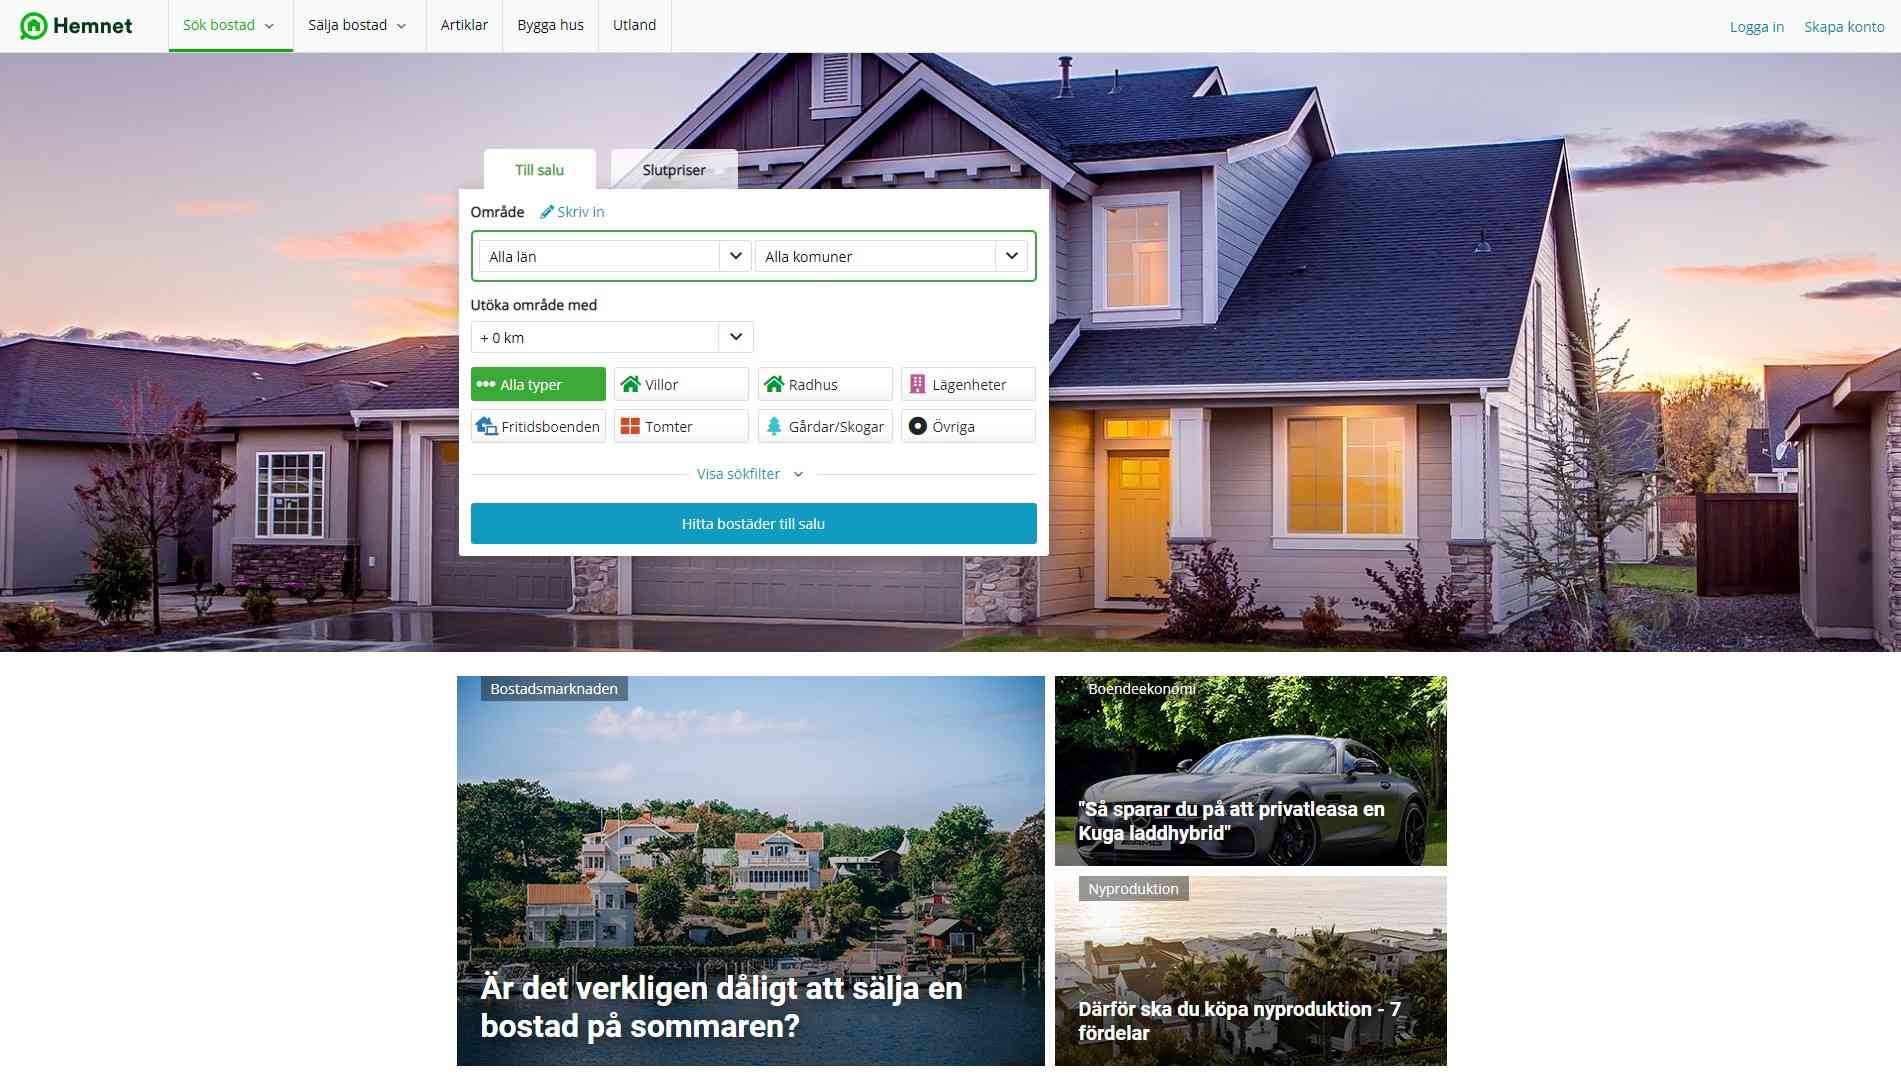 Hemnet
Sök bostad
Sälja bostad
Artiklar
Bygga hus
Utland
Logga in
Skapa konto
Till salu
Slutpriser
Område
Skriv in
Alla län
Alla komuner
Utöka område med
+ 0 km
Alla typer
Villor
Radhus
Lägenheter
Fritidsboenden
Tomter
Gårdar/Skogar
Övriga
Visa sökfilter
Hitta bostäder till salu
Bostadsmarknaden
Är det verkligen dåligt att sälja en
bostad på sommaren?
Boendeekonomi
"Så sparar du på att privatleasa en
Kuga laddhybrid"
AMG
Nyproduktion
Därför ska du köpa nyproduktion - 7
fördelar